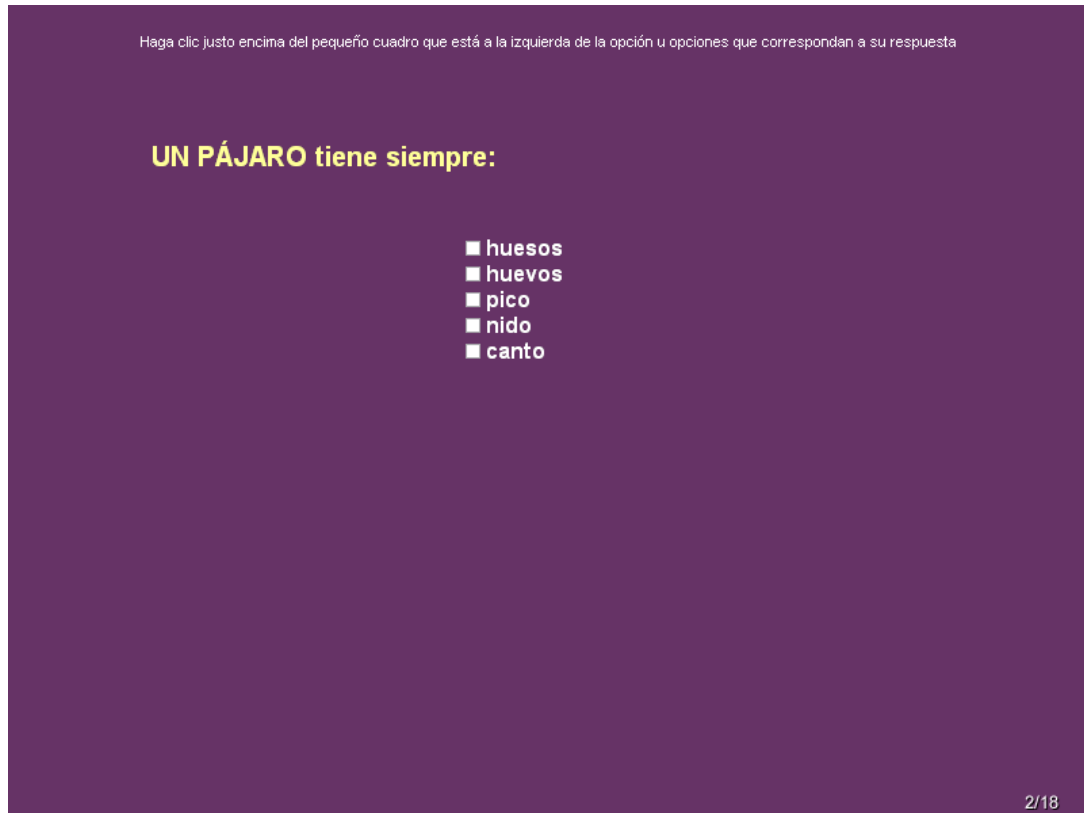 Haga clic justo encima del pequeño cuadro que está a la izquierda de la opción u opciones que correspondan a su respuesta
UN PÁJARO tiene siempre:
huesos
huevos
pico
nido
canto
2/18